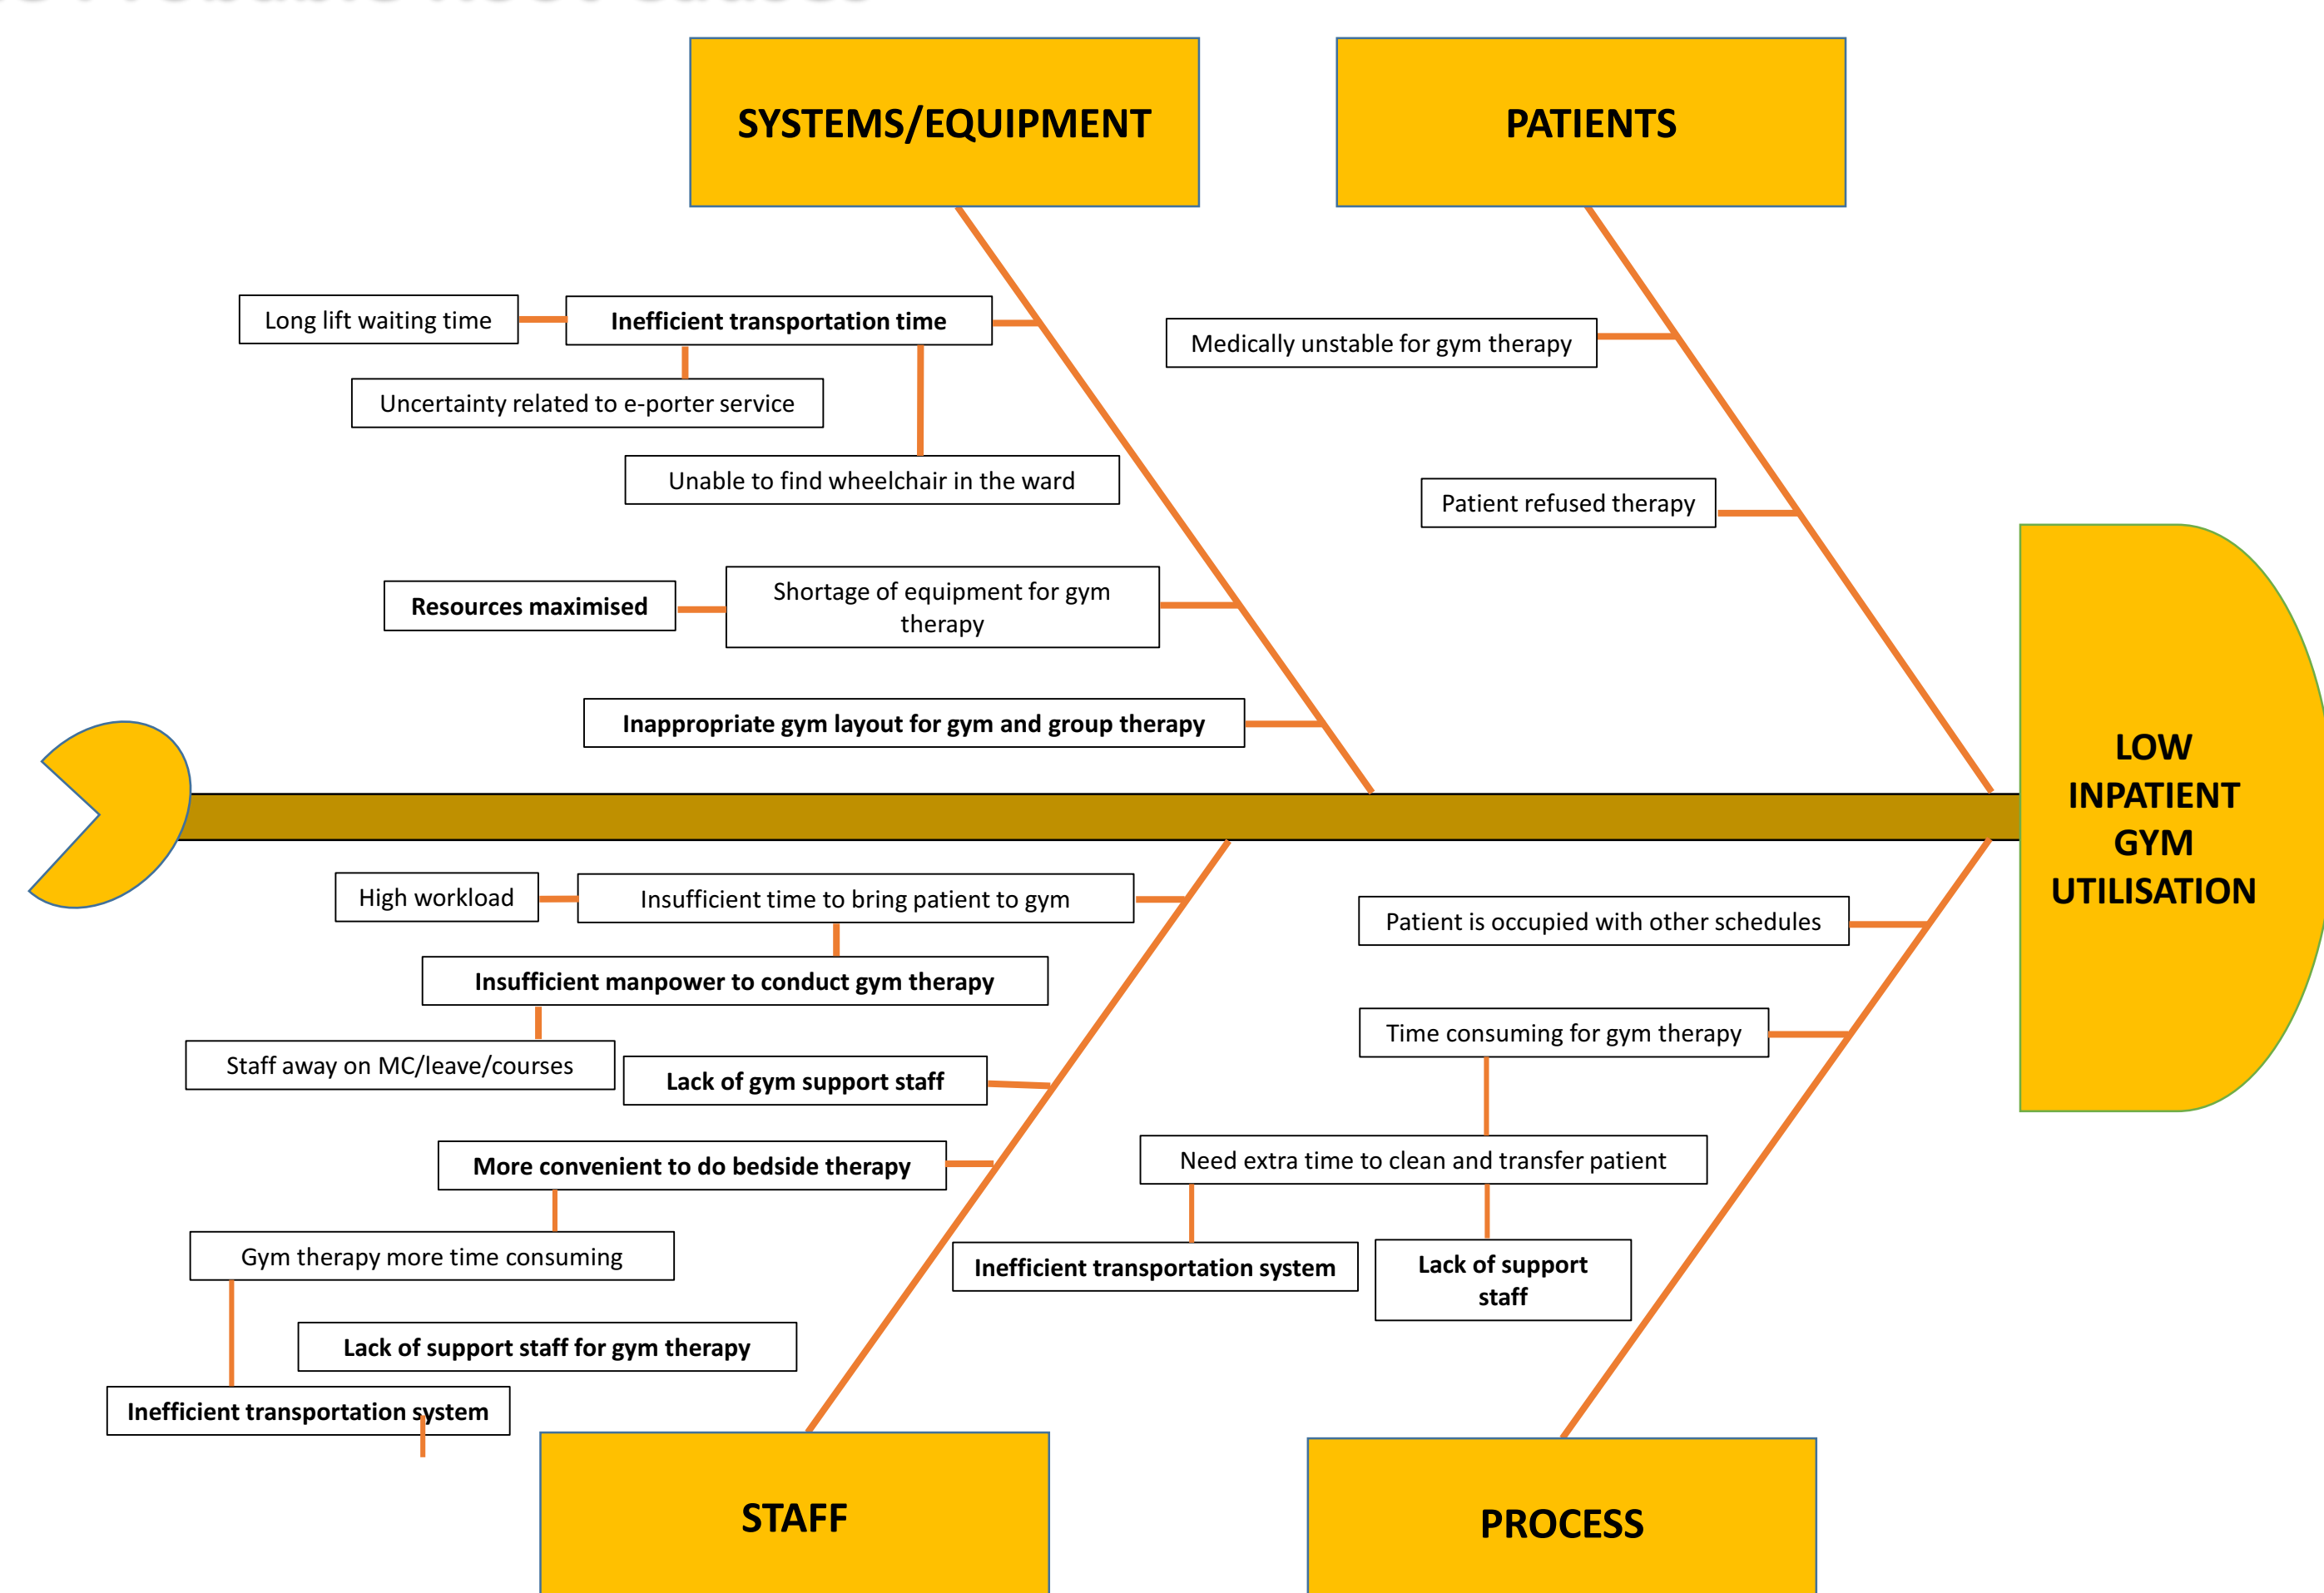 SYSTEMS/EQUIPMENT
PATIENTS
Long lift waiting time
Inefficient transportation time
Medically unstable for gym therapy
Uncertainty related to e-porter service
Unable to find wheelchair in the ward
Patient refused therapy
Resources maximised
Shortage of equipment for gym
therapy
Inappropriate gym layout for gym and group therapy
LOW
INPATIENT
GYM
UTILISATION
High workload
Insufficient time to bring patient to gym
Patient is occupied with other schedules
Insufficient manpower to conduct gym therapy
Time consuming for gym therapy
Staff away on MC/leave/courses
Lack of gym support staff
More convenient to do bedside therapy
Need extra time to clean and transfer patient
Gym therapy more time consuming
Inefficient transportation system
Lack of support
staff
Lack of support staff for gym therapy
Inefficient transportation system
STAFF
PROCESS